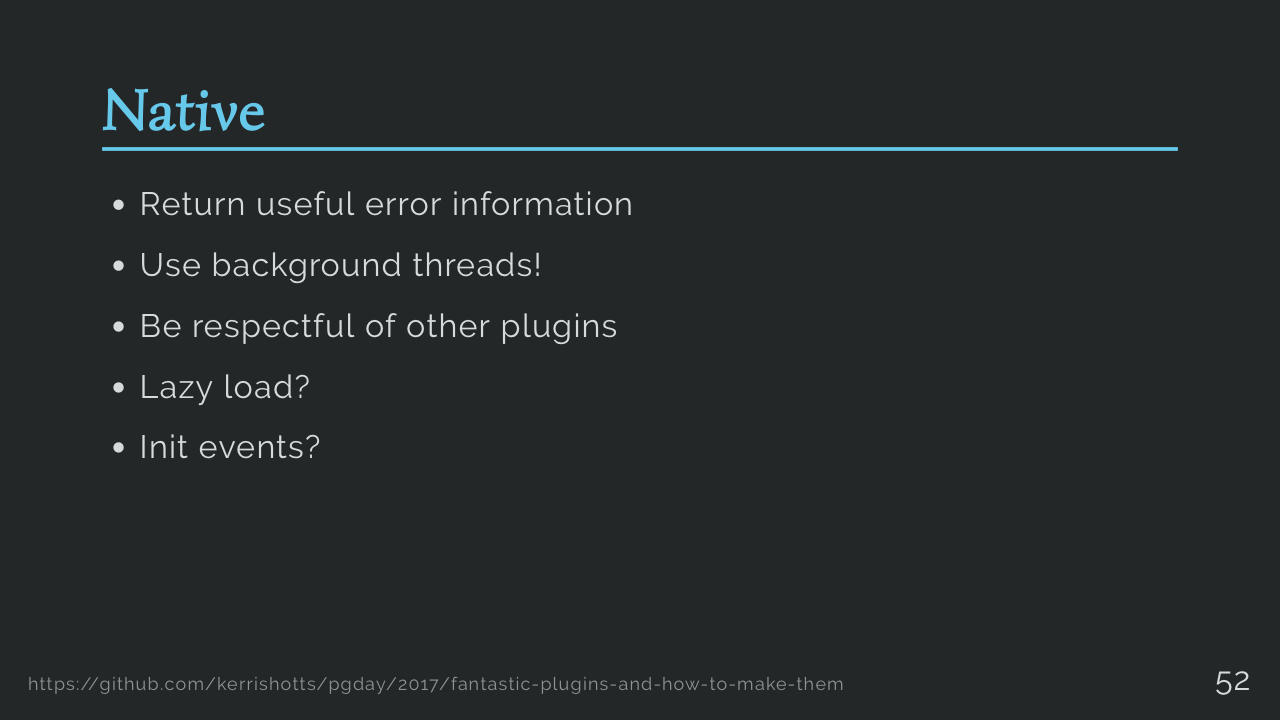 Native
• Return useful error information
• Use background threads!
• Be respectful of other plugins
• Lazy load?
• Init events?
https://github.com/kerrishotts/pgday/2017/fantastic-plugins-and-how-to-make-them
52